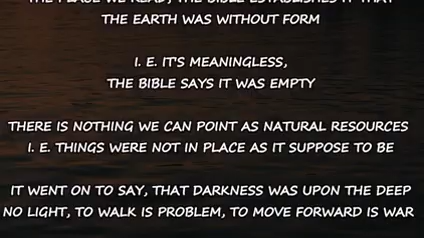 THE PLACE WE READ, THE BIBLE ESTABLISHES IT THAT
THE EARTH WAS WITHOUT FORM
I. E. IT'S MEANINGLESS,
THE BIBLE SAYS IT WAS EMPTY
THERE IS NOTHING WE CAN POINT AS NATURAL RESOURCES
I. E. THINGS WERE NOT IN PLACE AS IT SUPPOSE TO BE
IT WENT ON TO SAY, THAT DARKNESS WAS UPON THE DEEP
NO LIGHT, TO WALK IS PROBLEM, TO MOVE FORWARD IS WAR